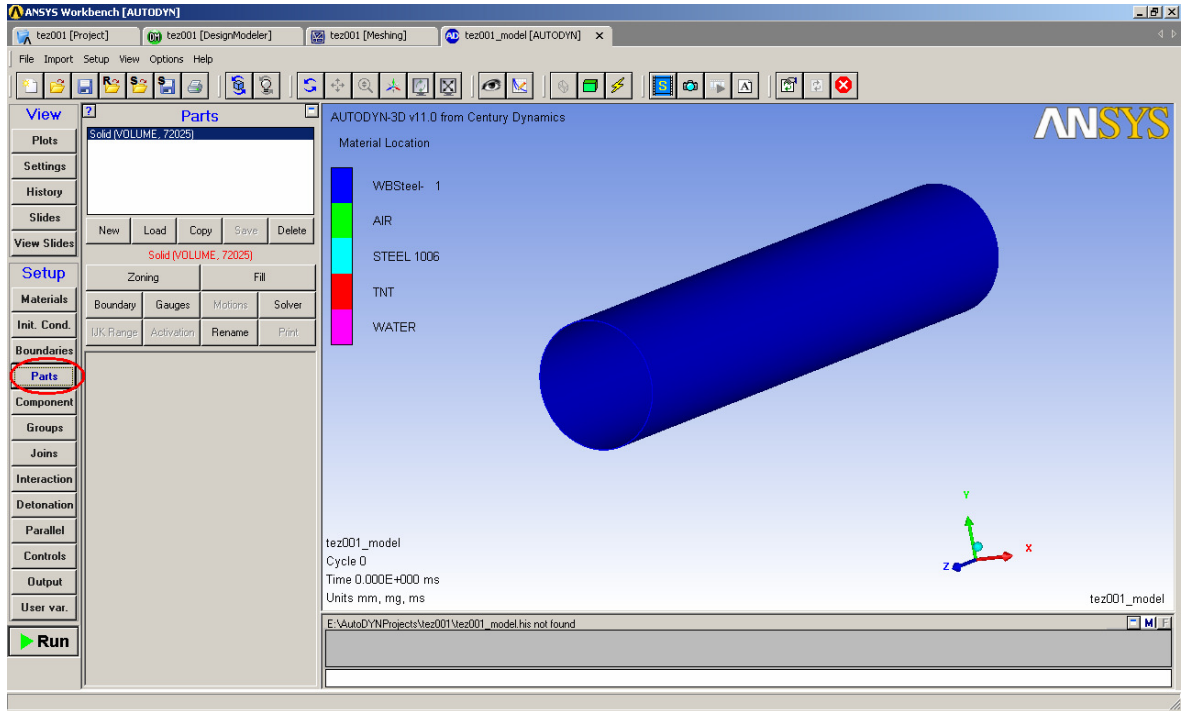 ANSYS Workbench [AUTODYN]
tez001 [Project] tez001 [DesignModeler] tez001 [Meshing] tez001_model [AUTODYN]
File Import Setup View Options Help
View
Plots
Settings
History
Slides
View Slides
Setup
Materials
Init. Cond.
Boundaries
Parts
Component
Groups
Joins
Interaction
Detonation
Parallel
Controls
Output
User var.
Run
? Parts
Solid (VOLUME, 72025)
New Load Copy Save Delete
Solid (VOLUME, 72025)
Zoning Fill
Boundary Gauges Motions Solver
IJK Range Activation Rename Print
AUTODYN-3D v11.0 from Century Dynamics
Material Location
ANSYS
WBSteel- 1
AIR
STEEL 1006
TNT
WATER
Y
X
Z
tez001_model
Cycle 0
Time 0.000E+000 ms
Units mm, mg, ms
tez001_model
E:\AutoDYNProjects\tez001\tez001_model.his not found
M F